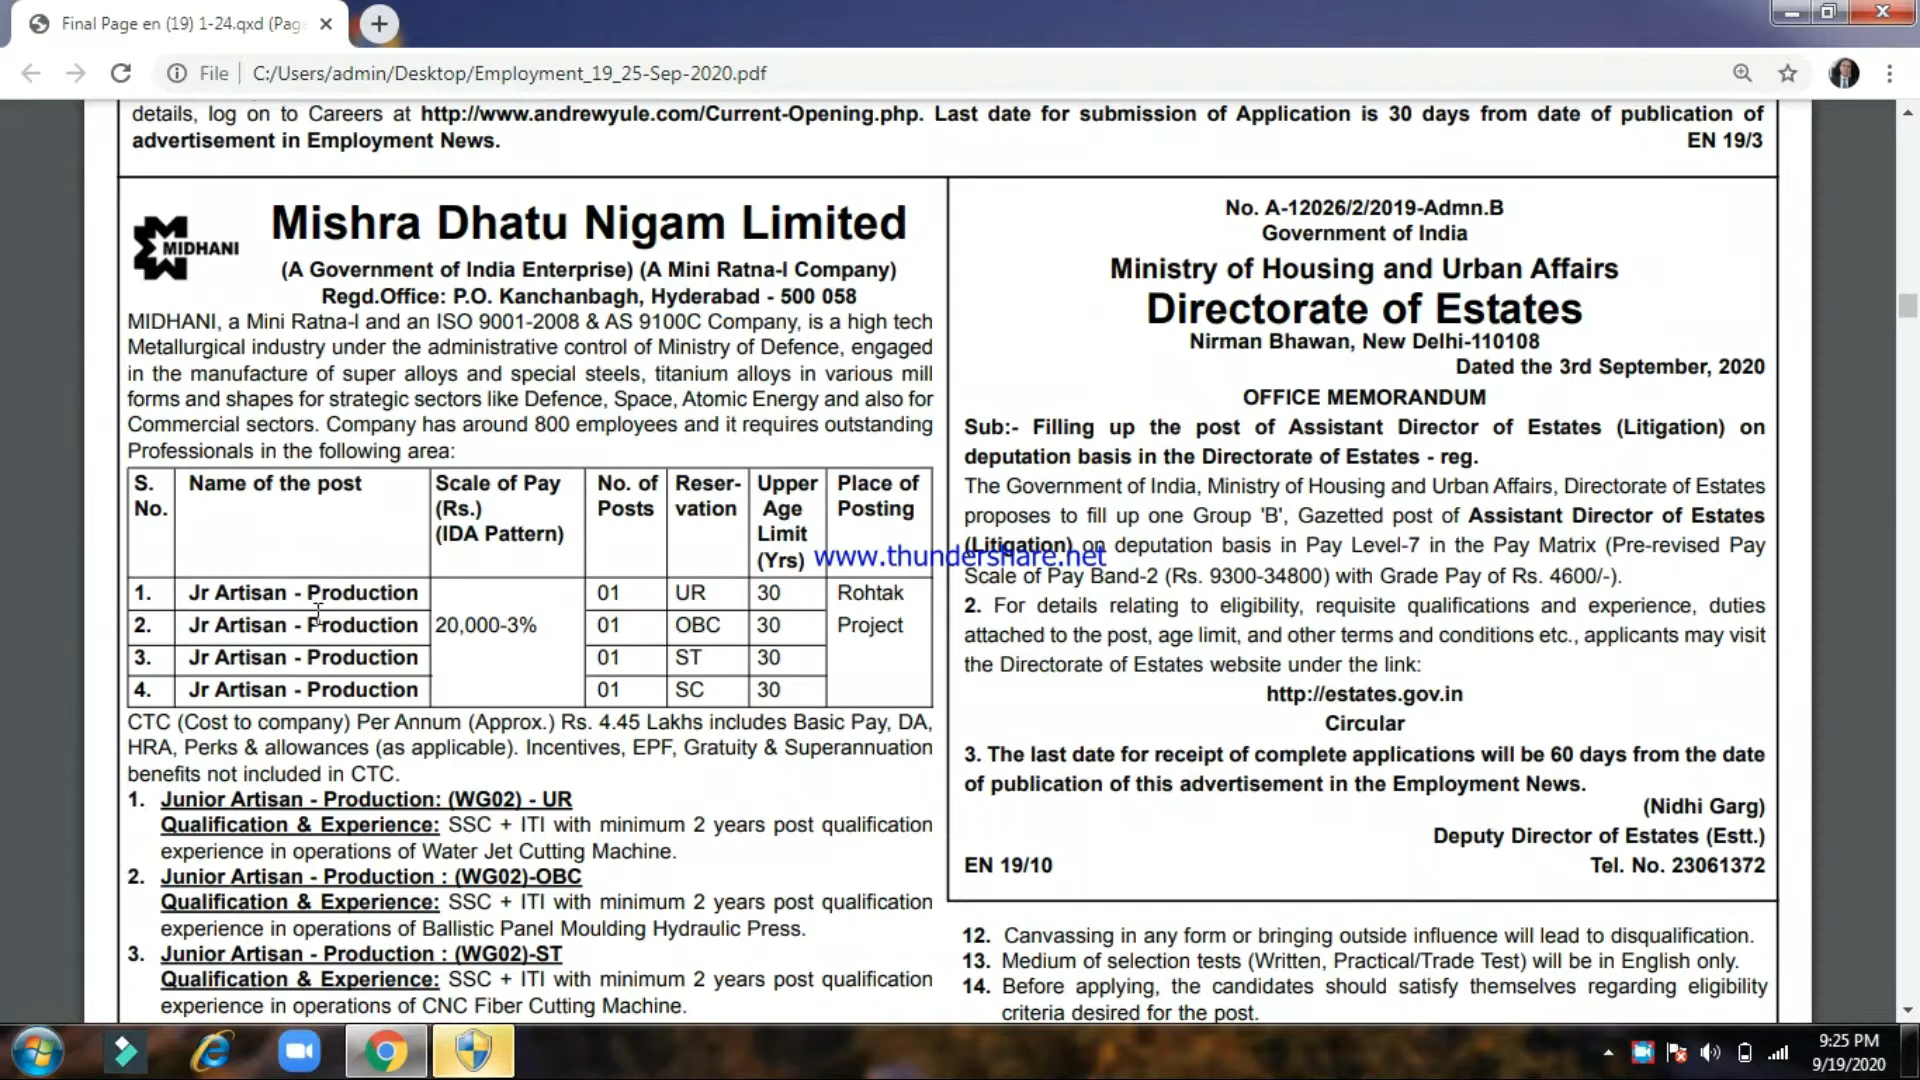 Final Page en (19) 1-24.qxd (Pag
File
C:/Users/admin/Desktop/Employment_19_25-Sep-2020.pdf
details, log on to Careers at http://www.andrewyule.com/Current-Opening.php. Last date for submission of Application is 30 days from date of publication of
advertisement in Employment News. EN 19/3
MIDHANI
Mishra Dhatu Nigam Limited
(A Government of India Enterprise) (A Mini Ratna-I Company)
Regd.Office: P.O. Kanchanbagh, Hyderabad - 500 058
MIDHANI, a Mini Ratna-I and an ISO 9001-2008 & AS 9100C Company, is a high tech
Metallurgical industry under the administrative control of Ministry of Defence, engaged
in the manufacture of super alloys and special steels, titanium alloys in various mill
forms and shapes for strategic sectors like Defence, Space, Atomic Energy and also for
Commercial sectors. Company has around 800 employees and it requires outstanding
Professionals in the following area:
S. No. Name of the post Scale of Pay (Rs.) (IDA Pattern) No. of Posts Reser-vation Upper Age Limit (Yrs) Place of Posting
1. Jr Artisan - Production 01 UR 30 Rohtak
2. Jr Artisan - Production 20,000-3% 01 OBC 30 Project
3. Jr Artisan - Production 01 ST 30
4. Jr Artisan - Production 01 SC 30
CTC (Cost to company) Per Annum (Approx.) Rs. 4.45 Lakhs includes Basic Pay, DA,
HRA, Perks & allowances (as applicable). Incentives, EPF, Gratuity & Superannuation
benefits not included in CTC.
1. Junior Artisan - Production: (WG02) - UR
Qualification & Experience: SSC + ITI with minimum 2 years post qualification
experience in operations of Water Jet Cutting Machine.
2. Junior Artisan - Production : (WG02)-OBC
Qualification & Experience: SSC + ITI with minimum 2 years post qualification
experience in operations of Ballistic Panel Moulding Hydraulic Press.
3. Junior Artisan - Production : (WG02)-ST
Qualification & Experience: SSC + ITI with minimum 2 years post qualification
experience in operations of CNC Fiber Cutting Machine.
No. A-12026/2/2019-Admn.B
Government of India
Ministry of Housing and Urban Affairs
Directorate of Estates
Nirman Bhawan, New Delhi-110108
Dated the 3rd September, 2020
OFFICE MEMORANDUM
Sub:- Filling up the post of Assistant Director of Estates (Litigation) on
deputation basis in the Directorate of Estates - reg.
The Government of India, Ministry of Housing and Urban Affairs, Directorate of Estates
proposes to fill up one Group 'B', Gazetted post of Assistant Director of Estates
(Litigation) on deputation basis in Pay Level-7 in the Pay Matrix (Pre-revised Pay
Scale of Pay Band-2 (Rs. 9300-34800) with Grade Pay of Rs. 4600/-).
2. For details relating to eligibility, requisite qualifications and experience, duties
attached to the post, age limit, and other terms and conditions etc., applicants may visit
the Directorate of Estates website under the link:
http://estates.gov.in
Circular
3. The last date for receipt of complete applications will be 60 days from the date
of publication of this advertisement in the Employment News.
(Nidhi Garg)
Deputy Director of Estates (Estt.)
EN 19/10 Tel. No. 23061372
12. Canvassing in any form or bringing outside influence will lead to disqualification.
13. Medium of selection tests (Written, Practical/Trade Test) will be in English only.
14. Before applying, the candidates should satisfy themselves regarding eligibility
criteria desired for the post.
www.thundershare.net
9:25 PM
9/19/2020